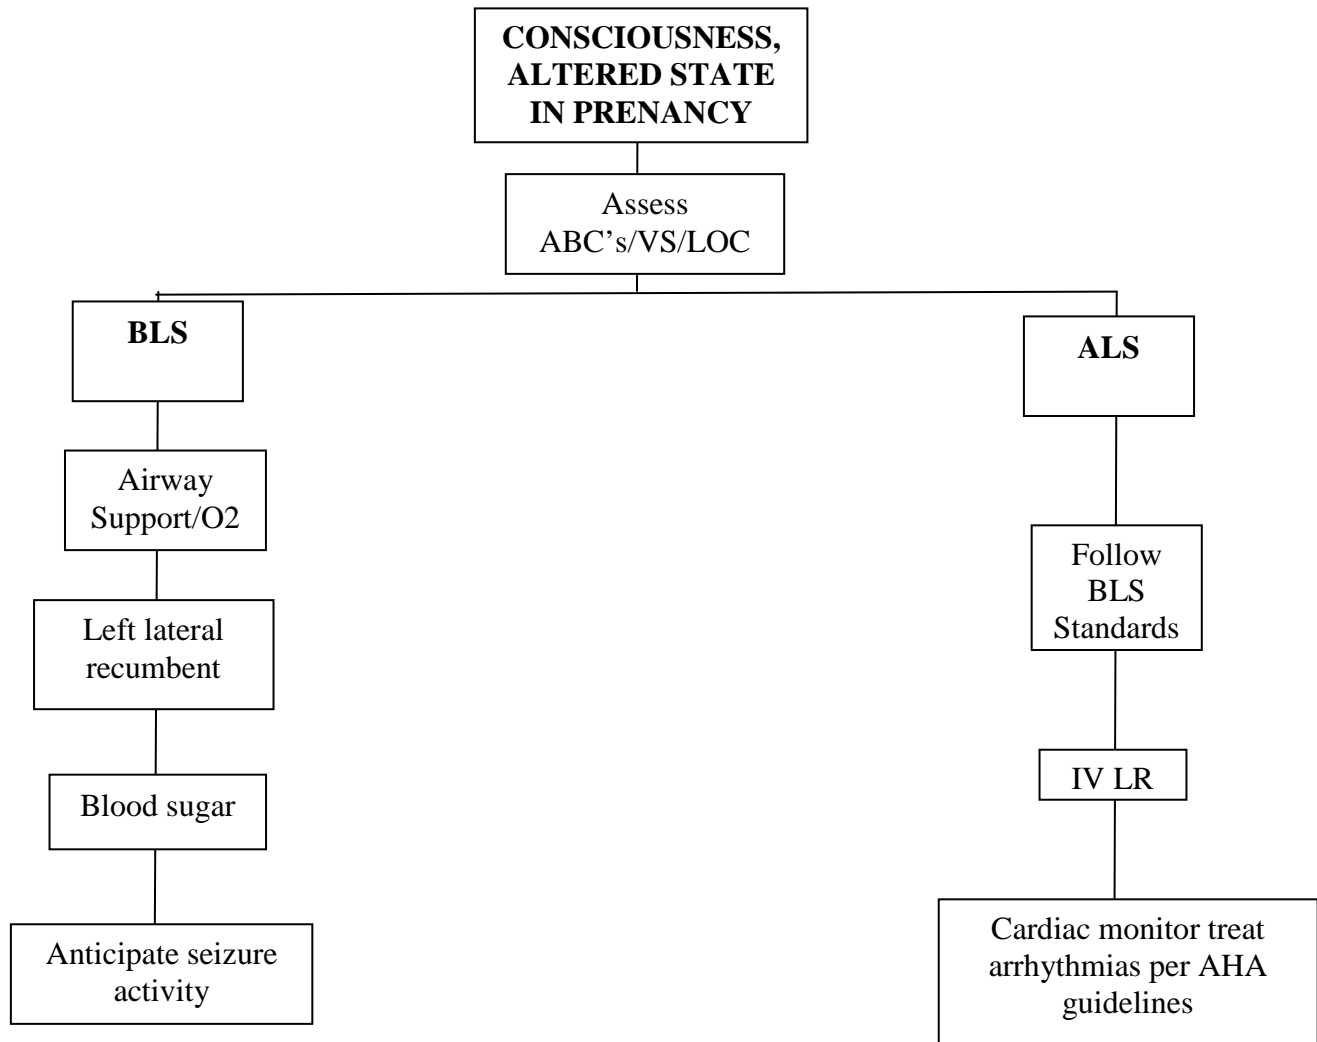 CONSCIOUSNESS,
ALTERED STATE
IN PRENANCY
Assess
ABC’s/VS/LOC
BLS
Airway
Support/O2
Left lateral
recumbent
Blood sugar
Anticipate seizure
activity
ALS
Follow
BLS
Standards
IV LR
Cardiac monitor treat
arrhythmias per AHA
guidelines